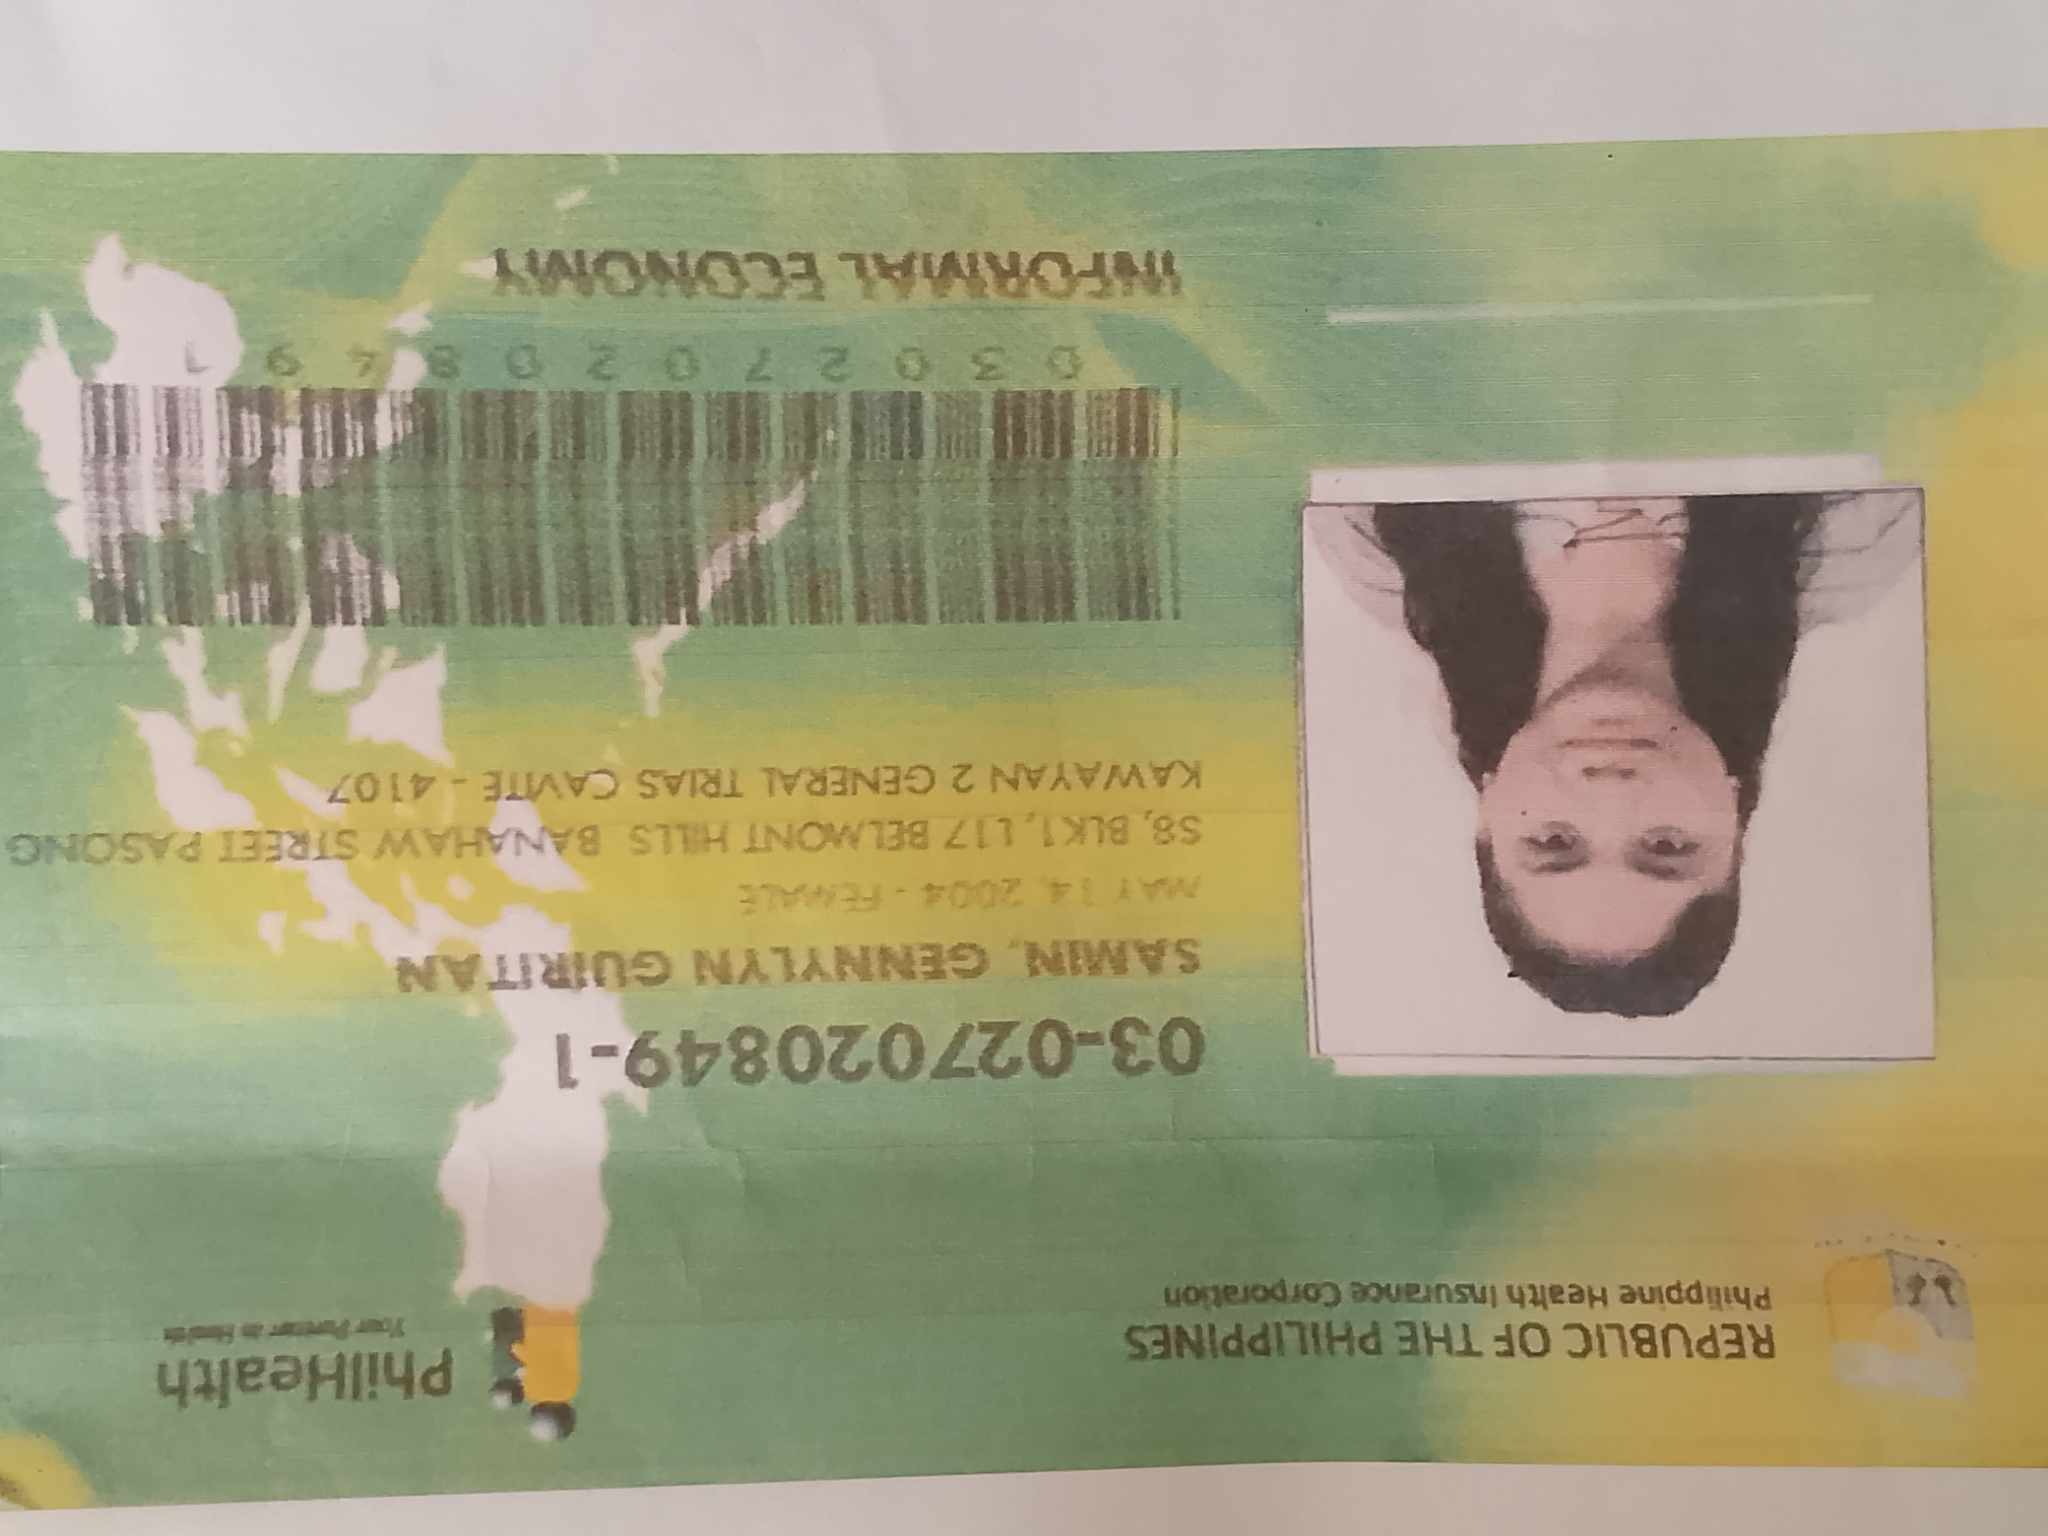 REPUBLIC OF THE PHILIPPINES
Philippine Health Insurance Corporation
PhilHealth
Your Partner in Health
03-027020849-1
SAMIN, GENNYLYN GUIRITAN
MAY 14, 2004 - FEMALE
S8, BLK1, L17 BELMONT HILLS BANAHAW STREET PASONG
KAWAYAN 2 GENERAL TRIAS CAVITE - 4107
030270208491
INFORMAL ECONOMY